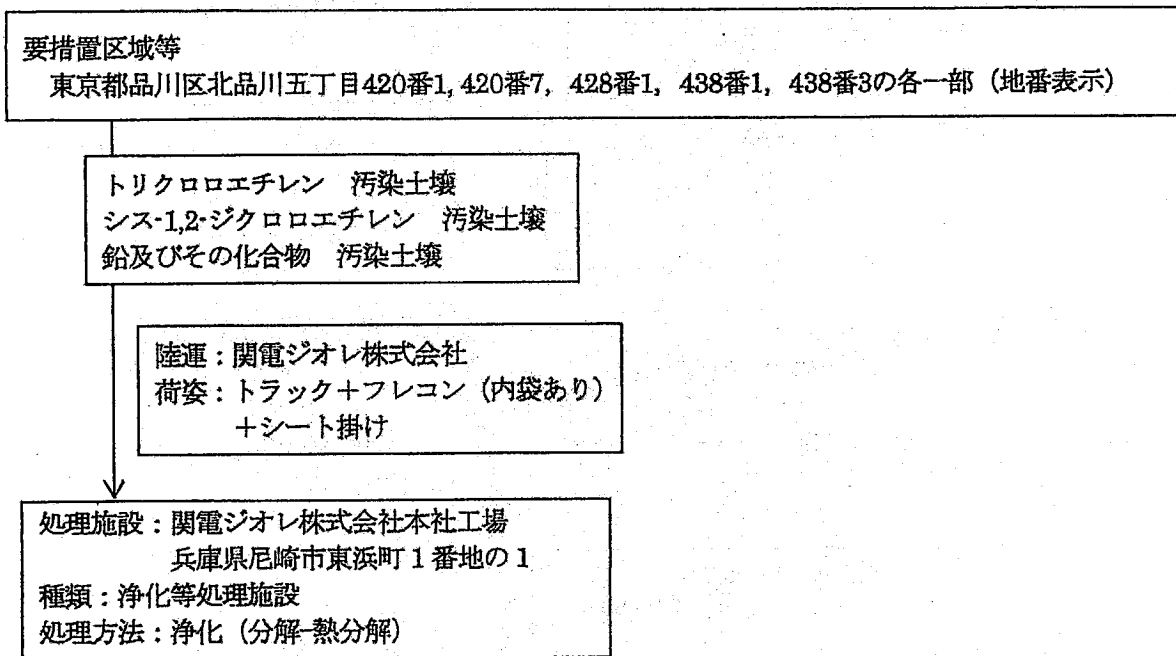 要措置区域等
東京都品川区北品川五丁目420番1, 420番7, 428番1, 438番1, 438番3の各一部（地番表示）
トリクロロエチレン　汚染土壌
シス-1,2-ジクロロエチレン　汚染土壌
鉛及びその化合物　汚染土壌
陸運：関電ジオレ株式会社
荷姿：トラック＋フレコン（内袋あり）
＋シート掛け
処理施設：関電ジオレ株式会社本社工場
兵庫県尼崎市東浜町１番地の１
種類：浄化等処理施設
処理方法：浄化（分解-熱分解）